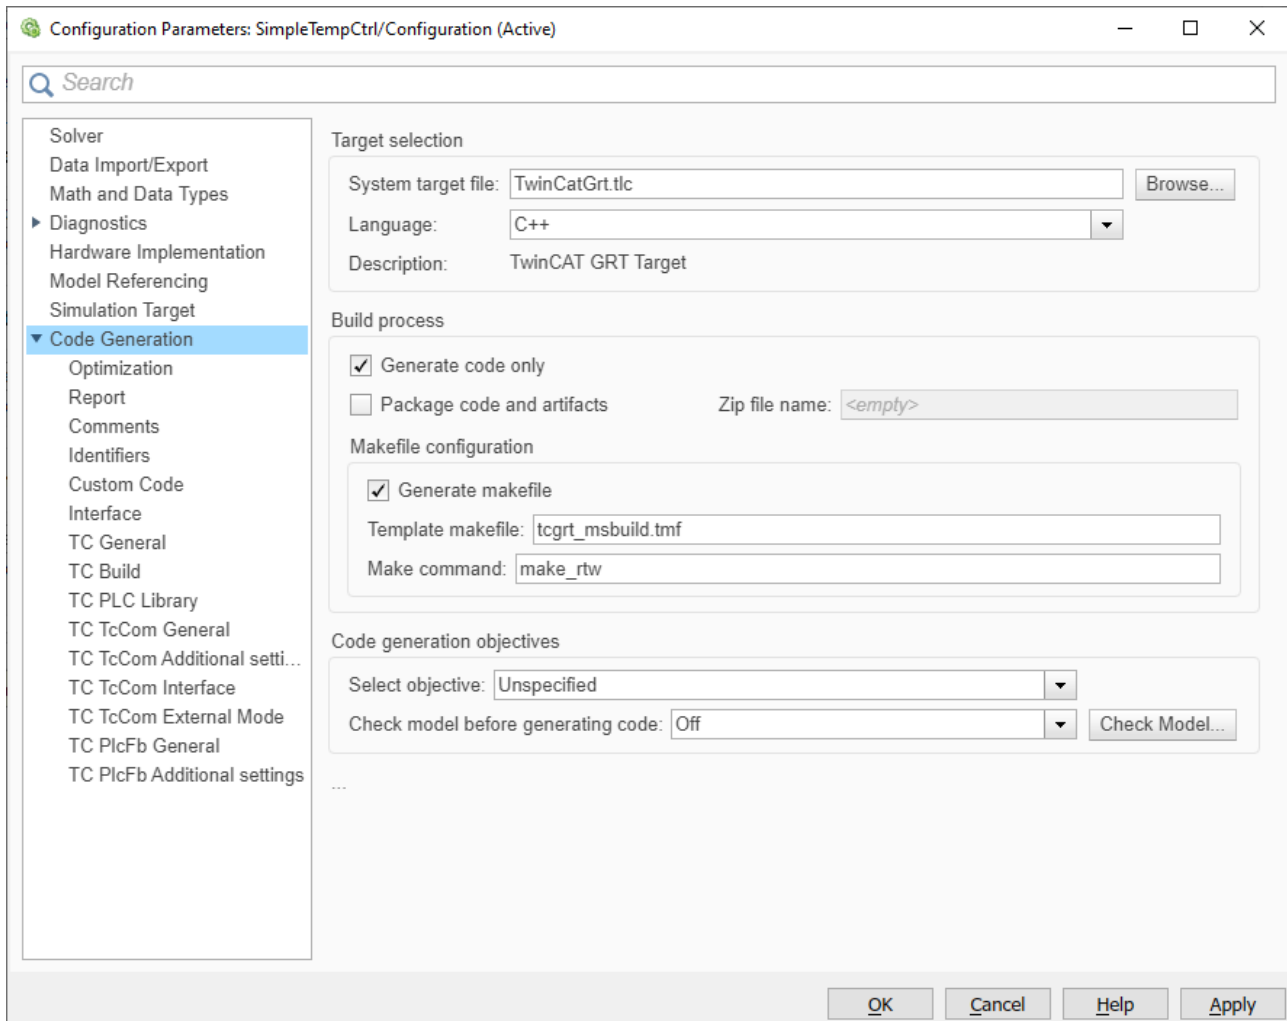 Configuration Parameters: SimpleTempCtrl/Configuration (Active)
Search
Solver
Data Import/Export
Math and Data Types
Diagnostics
Hardware Implementation
Model Referencing
Simulation Target
Code Generation
Optimization
Report
Comments
Identifiers
Custom Code
Interface
TC General
TC Build
TC PLC Library
TC TcCom General
TC TcCom Additional setti...
TC TcCom Interface
TC TcCom External Mode
TC PlcFb General
TC PlcFb Additional settings
Target selection
System target file: TwinCatGrt.tlc Browse...
Language: C++
Description: TwinCAT GRT Target
Build process
Generate code only
Package code and artifacts Zip file name: <empty>
Makefile configuration
Generate makefile
Template makefile: tcgrt_msbuild.tmf
Make command: make_rtw
Code generation objectives
Select objective: Unspecified
Check model before generating code: Off Check Model...
...
OK Cancel Help Apply